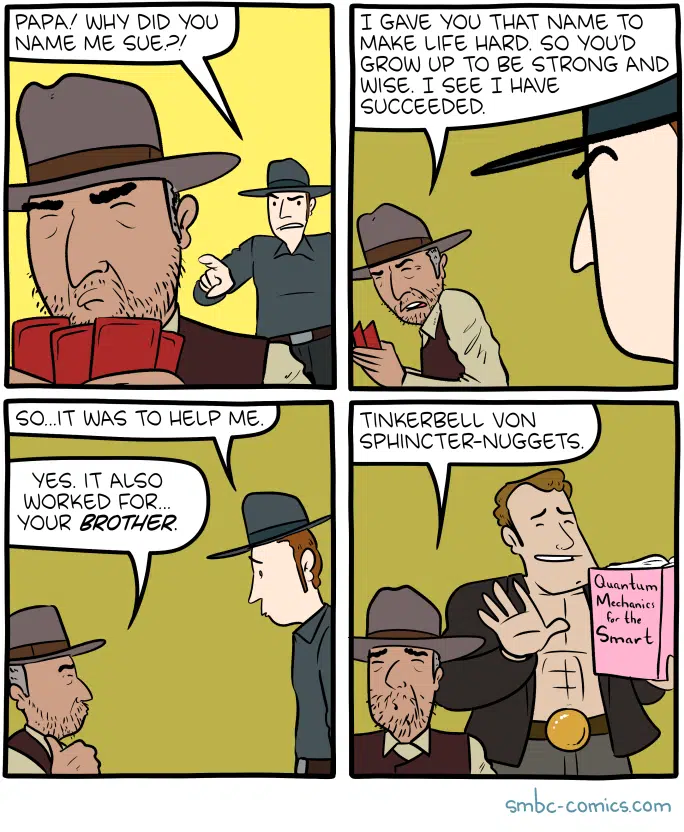 PAPA! WHY DID YOU
NAME ME SUE?!
I GAVE YOU THAT NAME TO
MAKE LIFE HARD. SO YOU'D
GROW UP TO BE STRONG AND
WISE. I SEE I HAVE
SUCCEEDED.
SO...IT WAS TO HELP ME.
YES. IT ALSO
WORKED FOR...
YOUR BROTHER.
TINKERBELL VON
SPHINCTER-NUGGETS.
Quantum
Mechanics
for the
Smart
smbc-comics.com